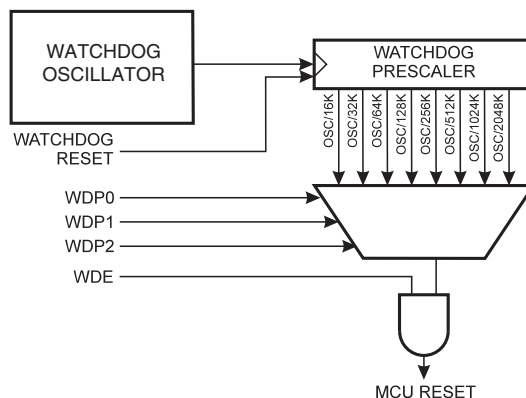 WATCHDOG
OSCILLATOR
WATCHDOG
PRESCALER
WATCHDOG
RESET
OSC/16K
OSC/32K
OSC/64K
OSC/128K
OSC/256K
OSC/512K
OSC/1024K
OSC/2048K
WDP0
WDP1
WDP2
WDE
MCU RESET